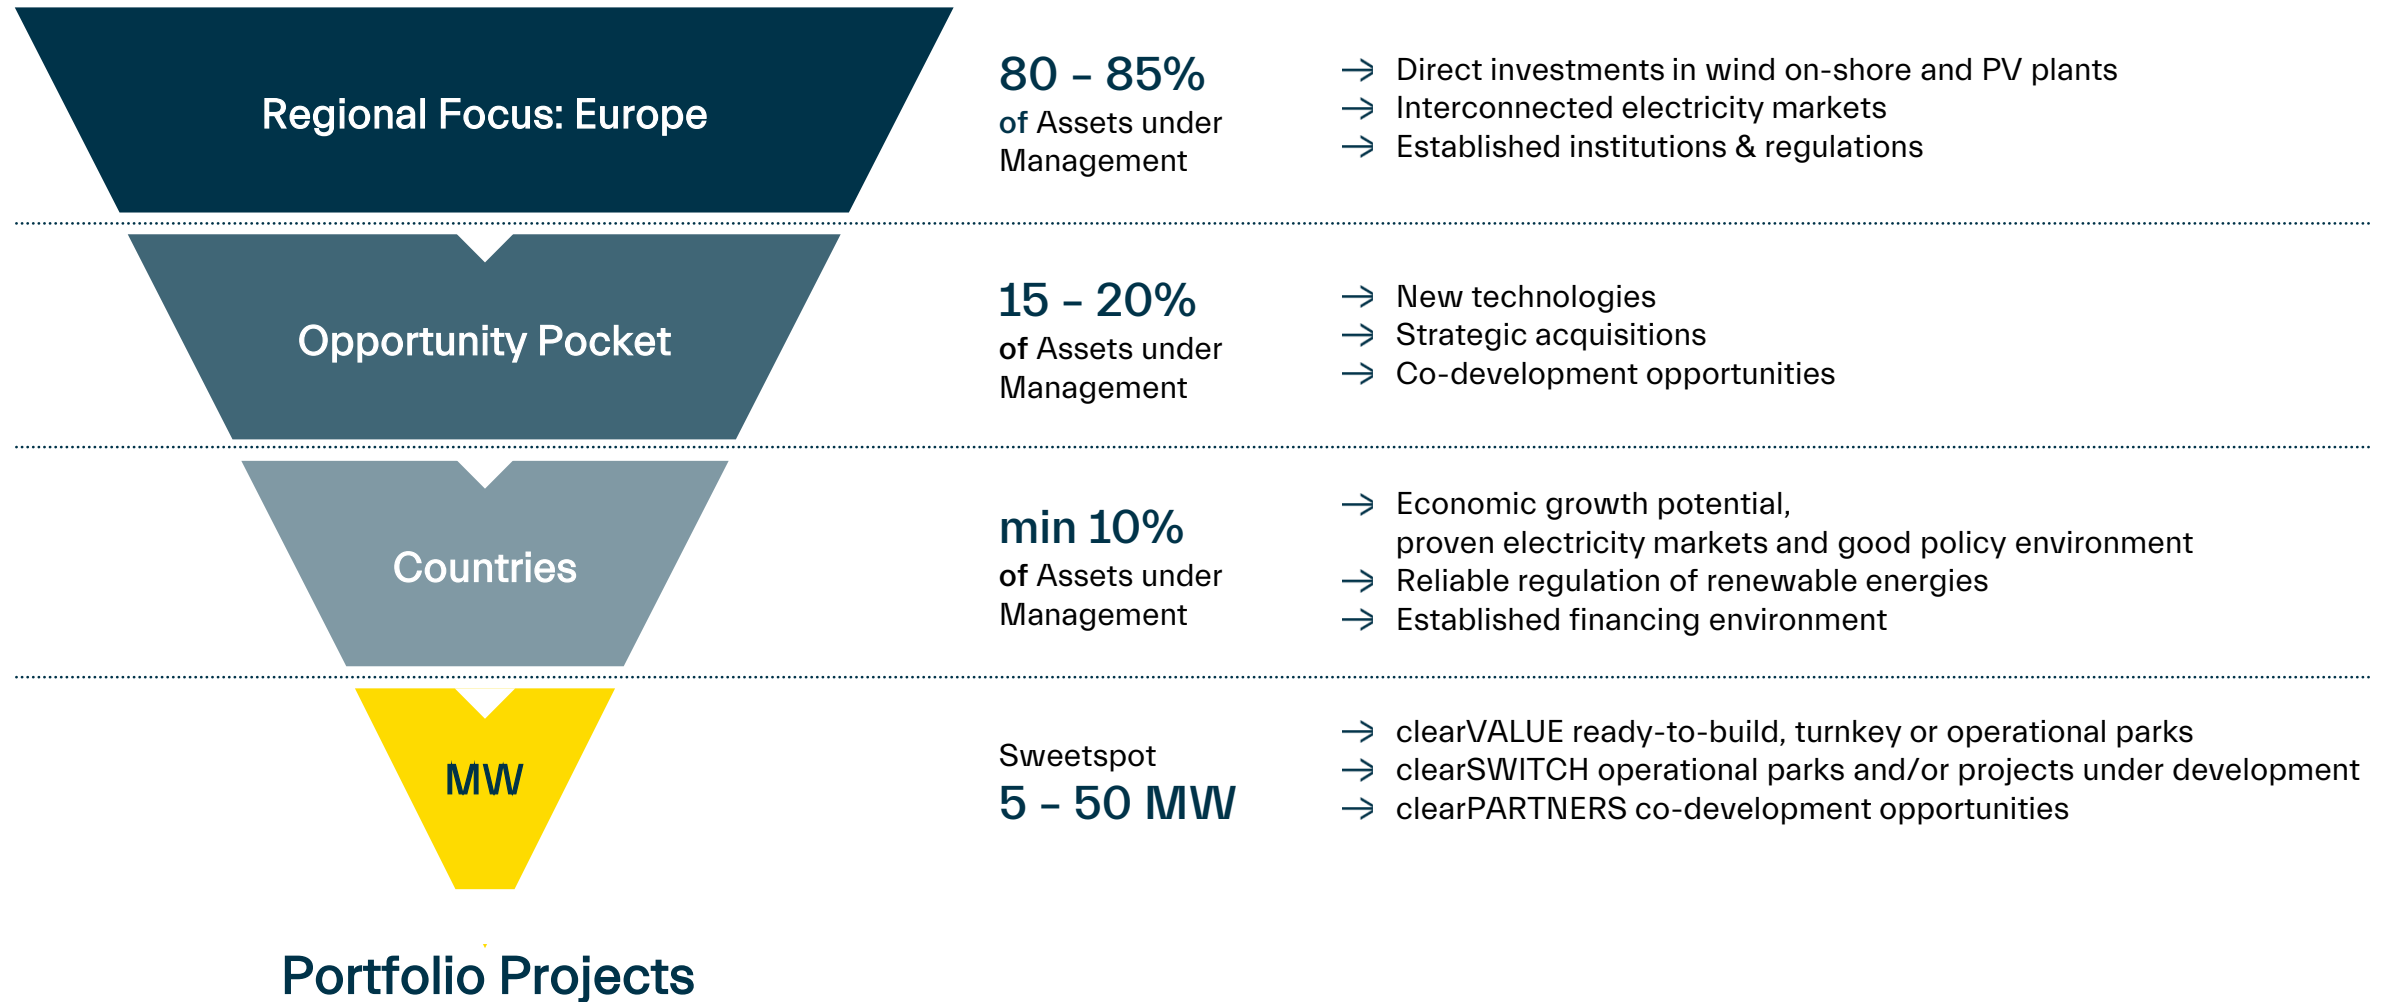 Regional Focus: Europe
80 – 85%
of Assets under
Management
→ Direct investments in wind on-shore and PV plants
→ Interconnected electricity markets
→ Established institutions & regulations
Opportunity Pocket
15 – 20%
of Assets under
Management
→ New technologies
→ Strategic acquisitions
→ Co-development opportunities
Countries
min 10%
of Assets under
Management
→ Economic growth potential,
proven electricity markets and good policy environment
→ Reliable regulation of renewable energies
→ Established financing environment
MW
Sweetspot
5 – 50 MW
→ clearVALUE ready-to-build, turnkey or operational parks
→ clearSWITCH operational parks and/or projects under development
→ clearPARTNERS co-development opportunities
Portfolio Projects